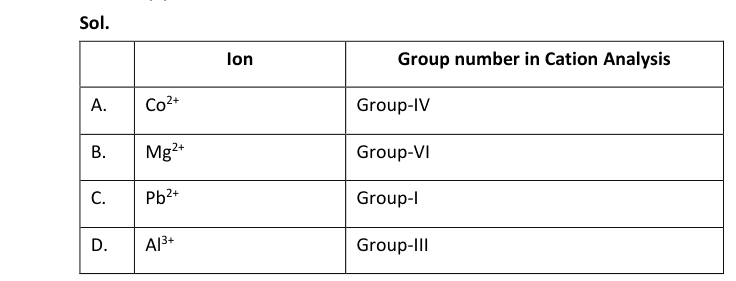 Sol.
Ion Group number in Cation Analysis
A. Co²⁺ Group-IV
B. Mg²⁺ Group-VI
C. Pb²⁺ Group-I
D. Al³⁺ Group-III